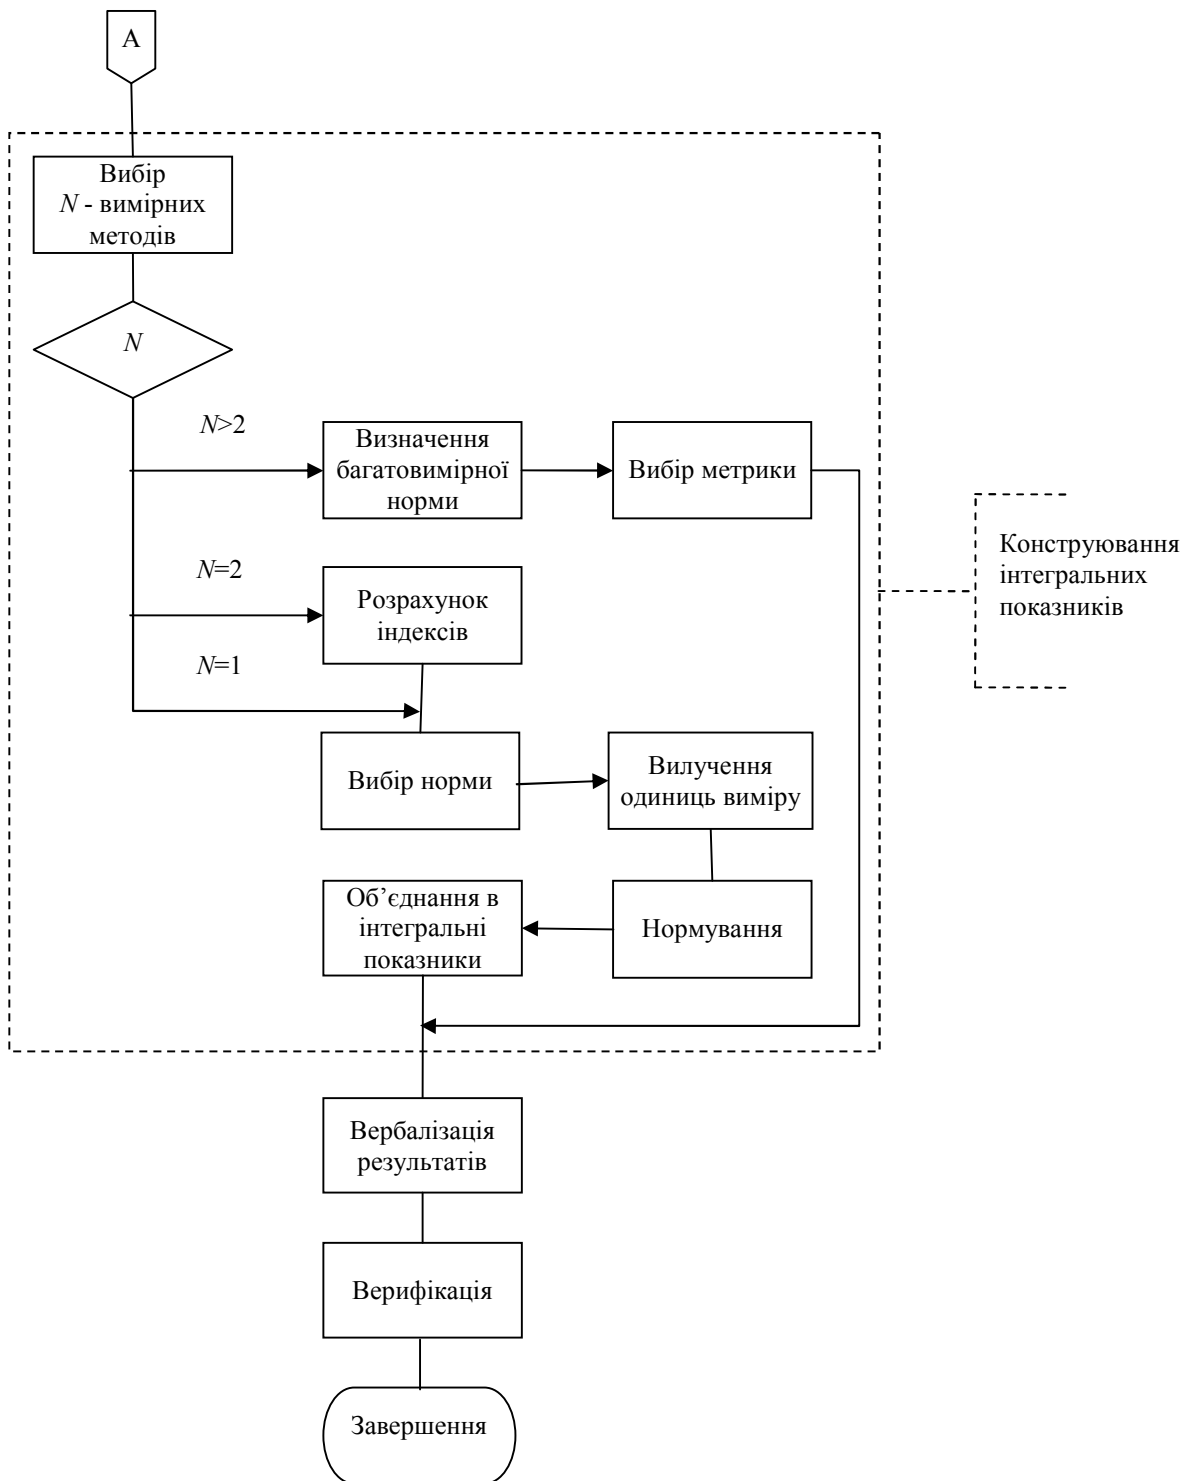 А
Вибір
N - вимірних
методів
N
N>2
Визначення
багатовимірної
норми
Вибір метрики
Конструювання
інтегральних
показників
N=2
Розрахунок
індексів
N=1
Вибір норми
Вилучення
одиниць виміру
Об’єднання в
інтегральні
показники
Нормування
Вербалізація
результатів
Верифікація
Завершення